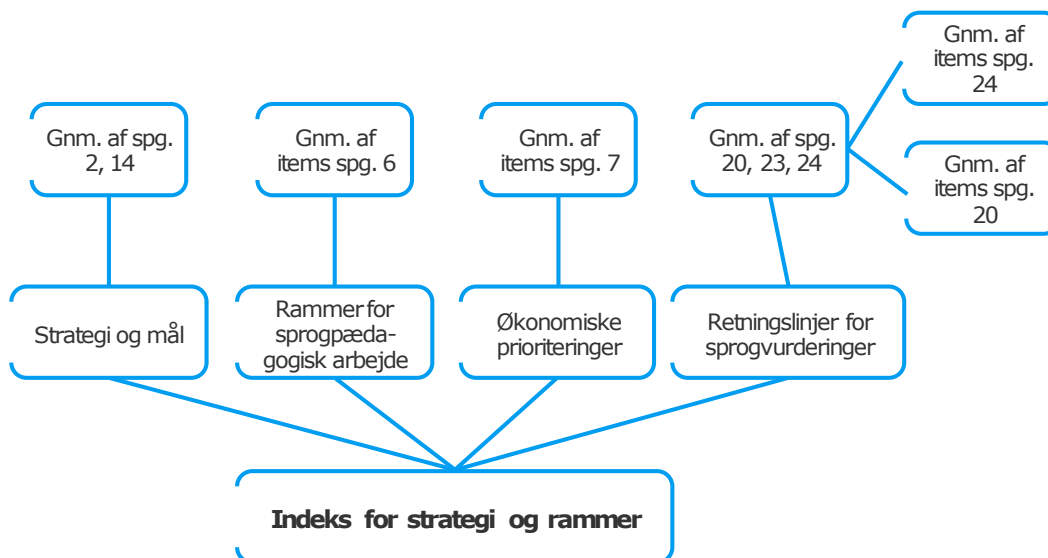 Gnm. af
items spg.
24
Gnm. af spg.
2, 14
Gnm. af
items spg. 6
Gnm. af
items spg. 7
Gnm. af spg.
20, 23, 24
Gnm. af
items spg.
20
Strategi og mål
Rammer for
sprogpæda-
gogisk arbejde
Økonomiske
prioriteringer
Retningslinjer for
sprogvurderinger
Indeks for strategi og rammer